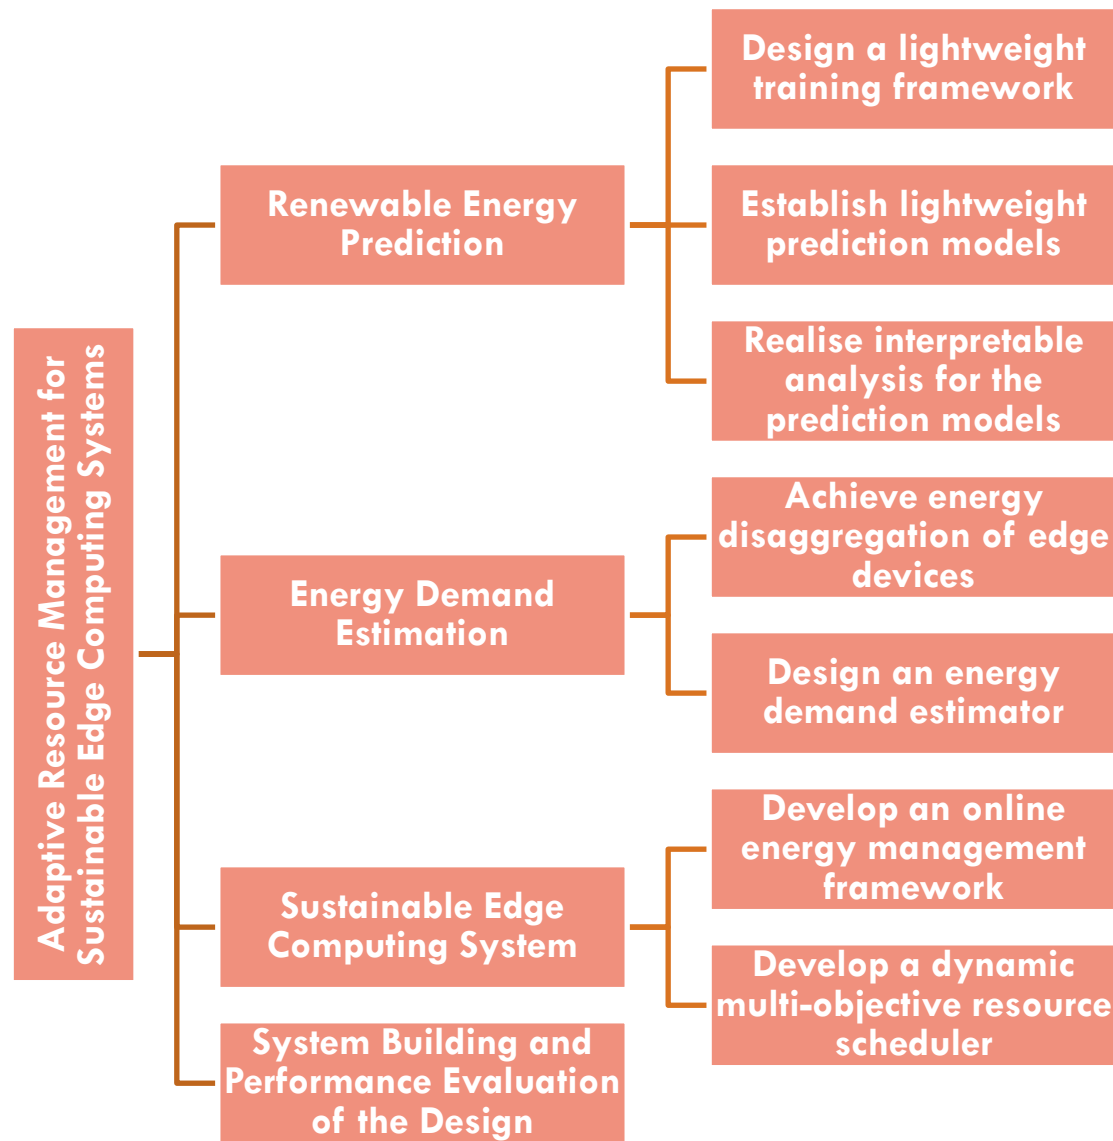 Adaptive Resource Management for
Sustainable Edge Computing Systems
Renewable Energy
Prediction
Design a lightweight
training framework
Establish lightweight
prediction models
Realise interpretable
analysis for the
prediction models
Energy Demand
Estimation
Achieve energy
disaggregation of edge
devices
Design an energy
demand estimator
Sustainable Edge
Computing System
Develop an online
energy management
framework
Develop a dynamic
multi-objective resource
scheduler
System Building and
Performance Evaluation
of the Design